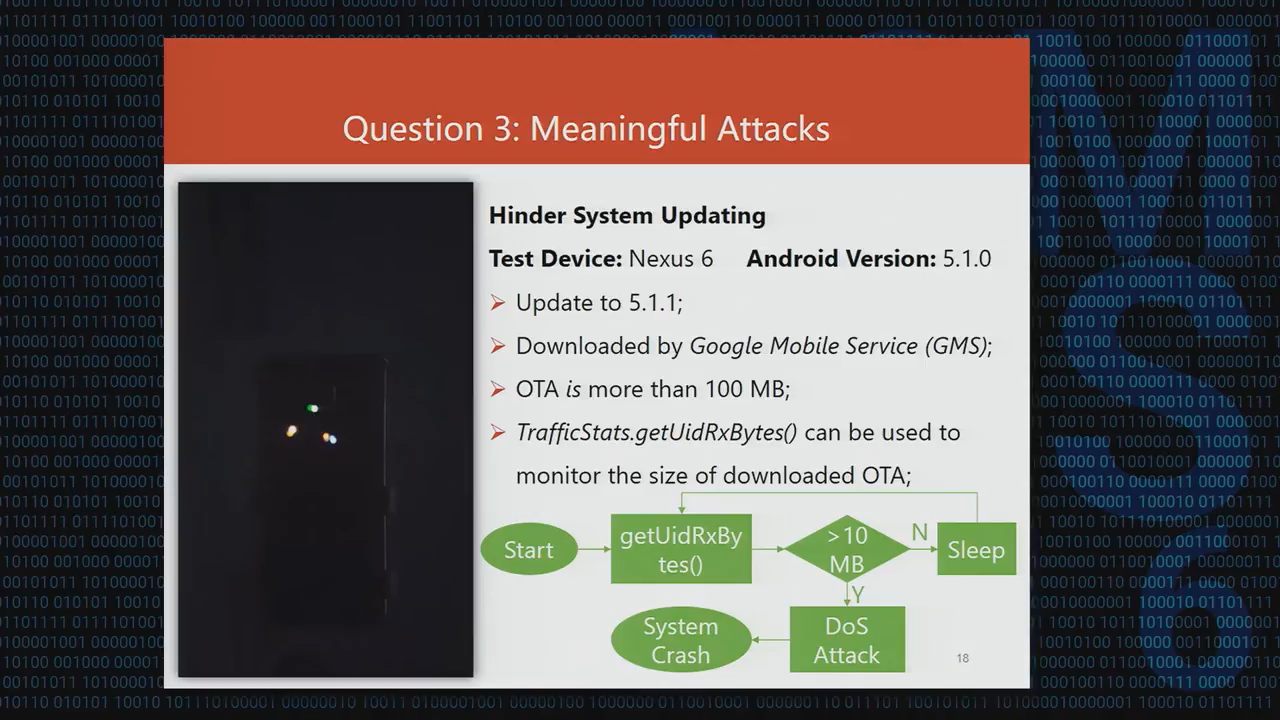 Question 3: Meaningful Attacks
Hinder System Updating
Test Device: Nexus 6 Android Version: 5.1.0
Update to 5.1.1;
Downloaded by Google Mobile Service (GMS);
OTA is more than 100 MB;
TrafficStats.getUidRxBytes() can be used to
monitor the size of downloaded OTA;
Start
getUidRxBy
tes()
>10
MB
N
Sleep
Y
System
Crash
DoS
Attack
18